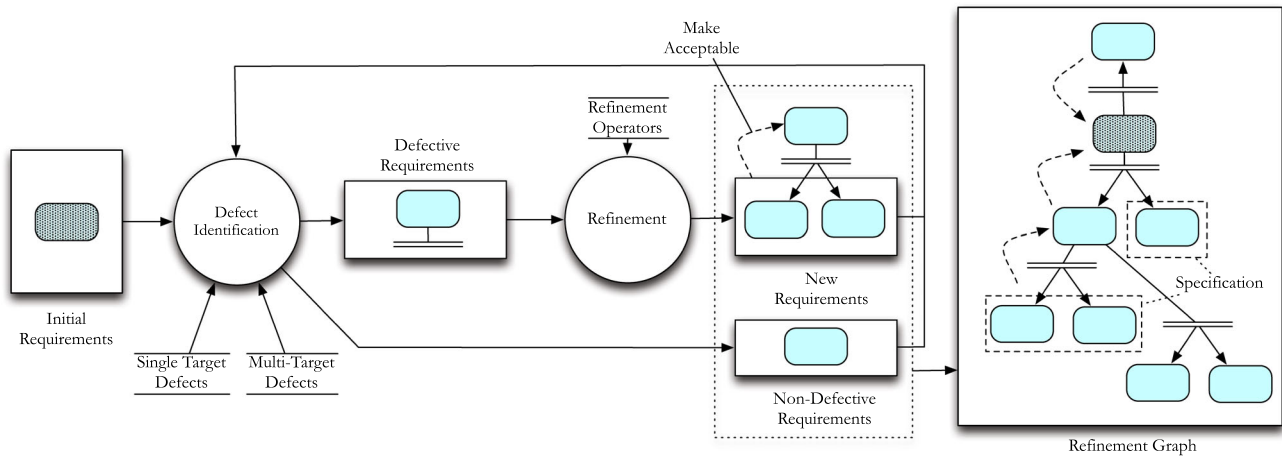 Make
Acceptable
Refinement
Operators
Defective
Requirements
Defect
Identification
Refinement
Initial
Requirements
Single Target
Defects
Multi-Target
Defects
New
Requirements
Non-Defective
Requirements
Specification
Refinement Graph